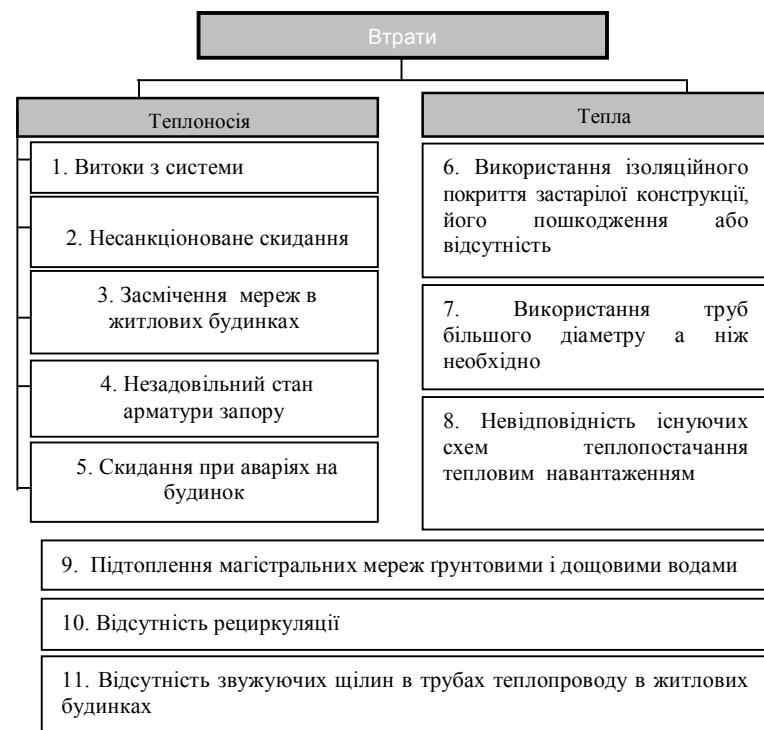 Втрати
Теплоносія
1. Витоки з системи
2. Несанкціоноване скидання
3. Засмічення мереж в
житлових будинках
4. Незадовільний стан
арматури запору
5. Скидання при аваріях на
будинок
Тепла
6. Використання ізоляційного
покриття застарілої конструкції,
його пошкодження або
відсутність
7. Використання труб
більшого діаметру а ніж
необхідно
8. Невідповідність існуючих
схем теплопостачання
тепловим навантаженням
9. Підтоплення магістральних мереж ґрунтовими і дощовими водами
10. Відсутність рециркуляції
11. Відсутність звужуючих щілин в трубах теплопроводу в житлових
будинках